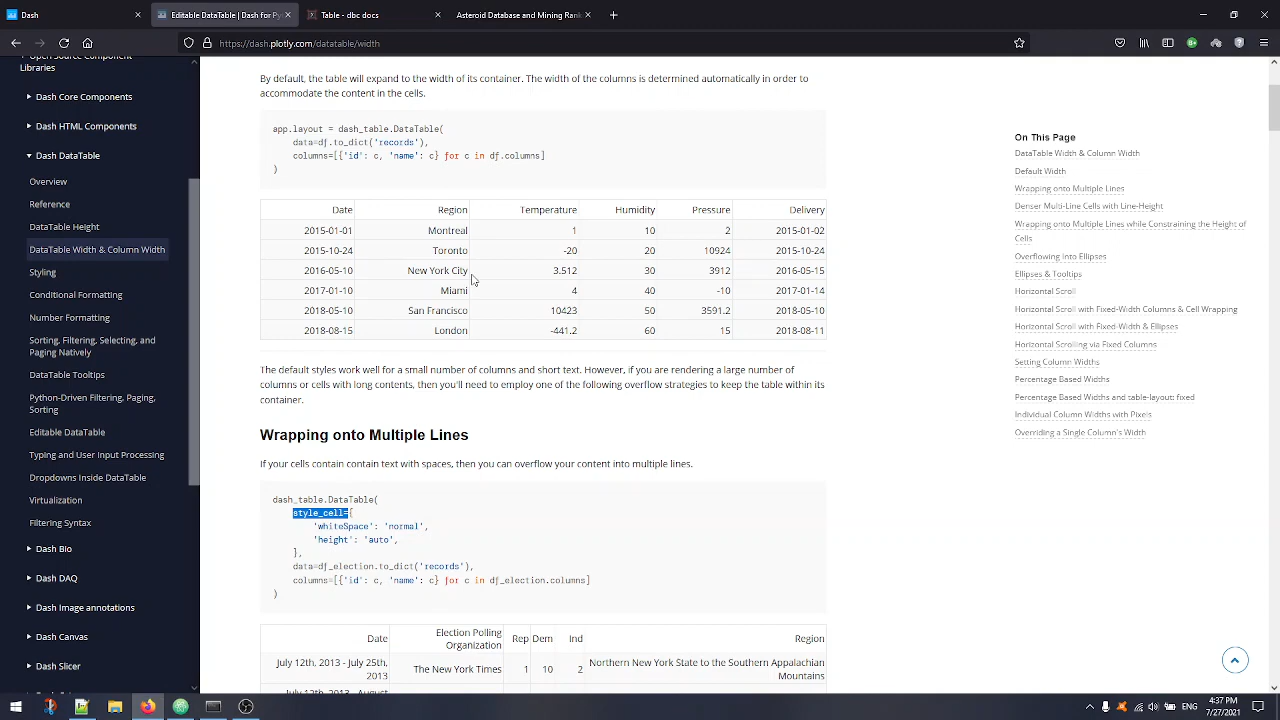 Dash
Editable DataTable | Dash for Py
Table in 2 docs
Aerial Databases and Mining Rank
https://dash.plotly.com/datatable/width
Open Source Component
Libraries
Dash Core Components
Dash HTML Components
Dash DataTable
Overview
Reference
DataTable Height
DataTable Width & Column Width
Styling
Conditional Formatting
Number Formatting
Sorting, Filtering, Selecting, and
Paging Natively
DataTable Tooltips
Python-Driven Filtering, Paging,
Sorting
Editable DataTable
Typing and User Input Processing
Dropdowns Inside DataTable
Virtualization
Filtering Syntax
Dash Bio
Dash DAQ
Dash Image annotations
Dash Canvas
Dash Slicer
By default, the table will expand to the width of its container. The width of the columns is determined automatically in order to
accommodate the content in the cells.
app.layout = dash_table.DataTable(
data=df.to_dict('records'),
columns=[{'id': c, 'name': c} for c in df.columns]
)
Date Region Temperature Humidity Pressure Delivery
2015-01-01 Montreal 1 10 2 2015-01-02
2015-10-24 Toronto -20 20 10924 2015-10-24
2016-05-10 New York City 3.512 30 3912 2016-05-15
2017-01-10 Miami 4 40 -10 2017-01-14
2018-05-10 San Francisco 10423 50 3591.2 2018-05-10
2018-08-15 London -441.2 60 15 2018-08-11
The default styles work well for a small number of columns and short text. However, if you are rendering a large number of
columns or cells with long contents, then you'll need to employ one of the following overflow strategies to keep the table within its
container.
Wrapping onto Multiple Lines
If your cells contain contain text with spaces, then you can overflow your content into multiple lines.
dash_table.DataTable(
style_cell={
'whiteSpace': 'normal',
'height': 'auto',
},
data=df_election.to_dict('records'),
columns=[{'id': c, 'name': c} for c in df_election.columns]
)
Date Election Polling Organization Rep Dem Ind Region
July 12th, 2013 - July 25th, 2013 The New York Times 1 10 2 Northern New York State to the Southern Appalachian Mountains
July 12th, 2013 - August
On This Page
DataTable Width & Column Width
Default Width
Wrapping onto Multiple Lines
Denser Multi-Line Cells with Line-Height
Wrapping onto Multiple Lines while Constraining the Height of
Cells
Overflowing Into Ellipses
Ellipses & Tooltips
Horizontal Scroll
Horizontal Scroll with Fixed-Width Columns & Cell Wrapping
Horizontal Scroll with Fixed-Width & Ellipses
Horizontal Scrolling via Fixed Columns
Setting Column Widths
Percentage Based Widths
Percentage Based Widths and table-layout: fixed
Individual Column Widths with Pixels
Overriding a Single Column's Width
ENG
4:37 PM
7/27/2021